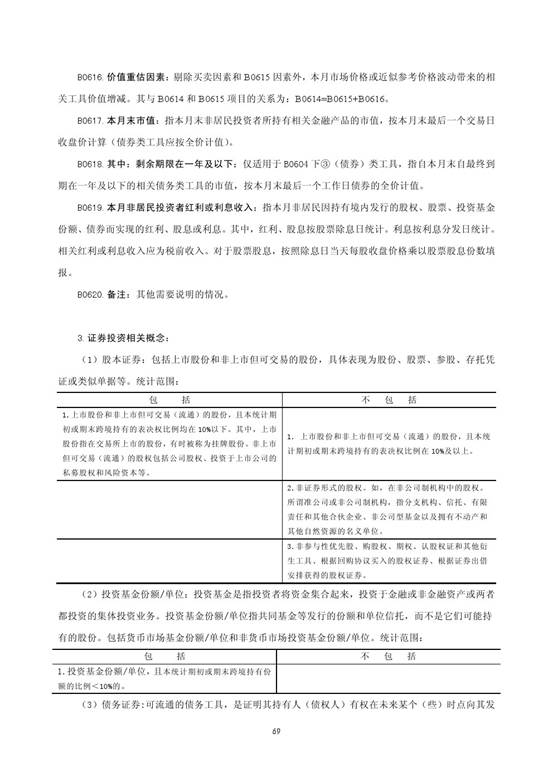 B0616. 价值重估因素：剔除买卖因素和 B0615 因素外，本月市场价格或近似参考价格波动带来的相
关工具价值增减。其与 B0614 和 B0615 项目的关系为：B0614=B0615+B0616。
B0617. 本月末市值：指本月末非居民投资者所持有相关金融产品的市值，按本月末最后一个交易日
收盘价计算（债券类工具应按全价计值）。
B0618. 其中：剩余期限在一年及以下：仅适用于 B0604 下③（债券）类工具，指自本月末自最终到
期在一年及以下的相关债务类工具的市值，按本月末最后一个工作日债券的全价计值。
B0619. 本月非居民投资者红利或利息收入：指本月非居民因持有境内发行的股权、股票、投资基金
份额、债券而实现的红利、股息或利息。其中，红利、股息按股票除息日统计。利息按利息分发日统计。
相关红利或利息收入应为税前收入。对于股票股息，按照除息日当天每股收盘价格乘以股票股息份数填
报。
B0620. 备注：其他需要说明的情况。
3. 证券投资相关概念：
（1）股本证券：包括上市股份和非上市但可交易的股份，具体表现为股份、股票、参股、存托凭
证或类似单据等。统计范围：
包 括
不 包 括
1.上市股份和非上市但可交易（流通）的股份，且本统计期
初或期末跨境持有的表决权比例均在 10%以下。其中，上市
股份指在交易所上市的股份，有时被称为挂牌股份。非上市
但可交易（流通）的股权包括公司股权、投资于上市公司的
私募股权和风险资本等。
1. 上市股份和非上市但可交易（流通）的股份，且本统
计期初或期末跨境持有的表决权比例在 10%及以上。
2.非证券形式的股权。如，在非公司制机构中的股权。
所谓准公司或非公司制机构，指分支机构、信托、有限
责任和其他合伙企业、非公司型基金以及拥有不动产和
其他自然资源的名义单位。
3.非参与性优先股、购股权、期权、认股权证和其他衍
生工具、根据回购协议买入的股权证券、根据证券出借
安排获得的股权证券。
（2）投资基金份额/单位：投资基金是指投资者将资金集合起来，投资于金融或非金融资产或两者
都投资的集体投资业务。投资基金份额/单位指共同基金等发行的份额和单位信托，而不是它们可能持
有的股份。包括货币市场基金份额/单位和非货币市场投资基金份额/单位。统计范围：
包 括
不 包 括
1.投资基金份额/单位，且本统计期初或期末跨境持有份
额的比例＜10%的。
（3）债务证券:可流通的债务工具，是证明其持有人（债权人）有权在未来某个（些）时点向其发
69